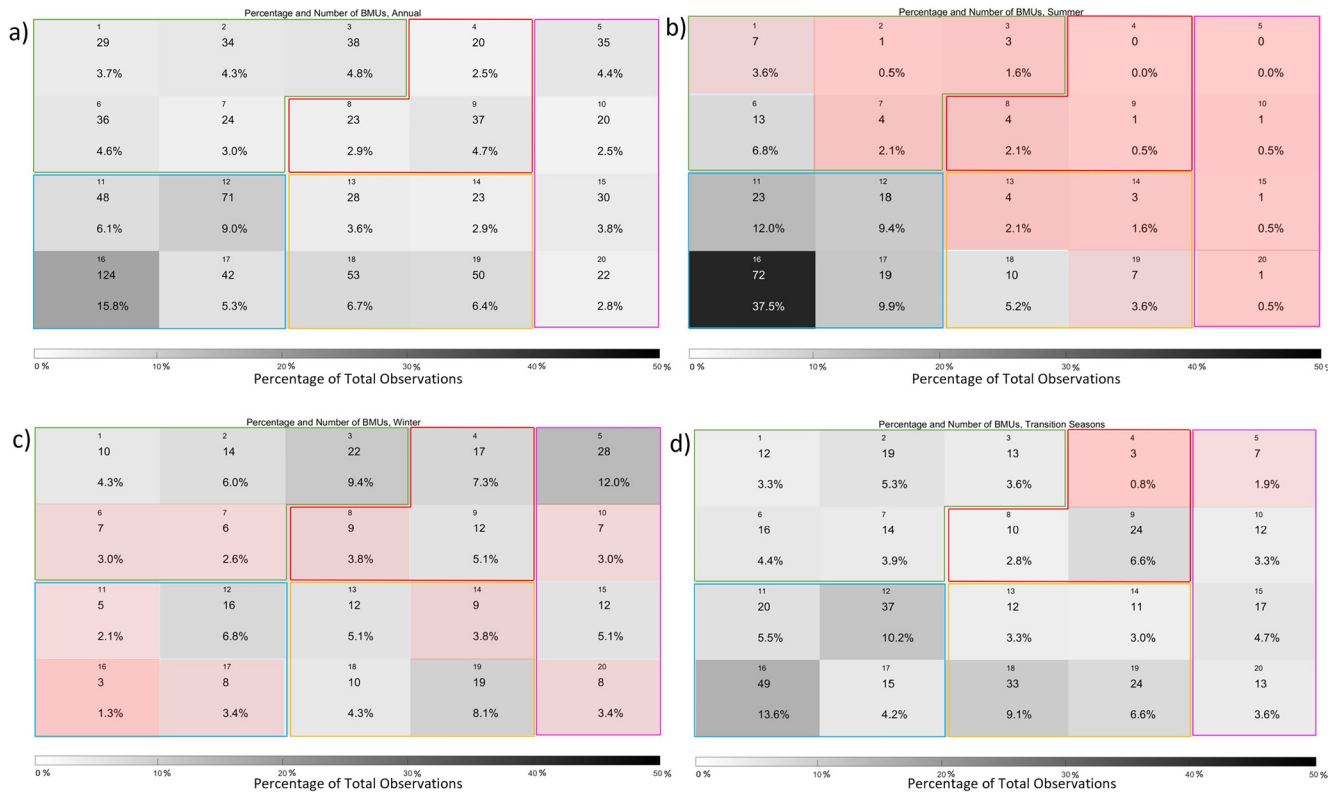 a)
Percentage and Number of BMUs, Annual
1 2 3 4 5
29 34 38 20 35
3.7% 4.3% 4.8% 2.5% 4.4%
6 7 8 9 10
36 24 23 37 20
4.6% 3.0% 2.9% 4.7% 2.5%
11 12 13 14 15
48 71 28 23 30
6.1% 9.0% 3.6% 2.9% 3.8%
16 17 18 19 20
124 42 53 50 22
15.8% 5.3% 6.7% 6.4% 2.8%
0 % 10 % 20 % 30 % 40 % 50 %
Percentage of Total Observations
b)
Percentage and Number of BMUs, Summer
1 2 3 4 5
7 1 3 0 0
3.6% 0.5% 1.6% 0.0% 0.0%
6 7 8 9 10
13 4 4 1 1
6.8% 2.1% 2.1% 0.5% 0.5%
11 12 13 14 15
23 18 4 3 1
12.0% 9.4% 2.1% 1.6% 0.5%
16 17 18 19 20
72 19 10 7 1
37.5% 9.9% 5.2% 3.6% 0.5%
0 % 10 % 20 % 30 % 40 % 50 %
Percentage of Total Observations
c)
Percentage and Number of BMUs, Winter
1 2 3 4 5
10 14 22 17 28
4.3% 6.0% 9.4% 7.3% 12.0%
6 7 8 9 10
7 6 9 12 7
3.0% 2.6% 3.8% 5.1% 3.0%
11 12 13 14 15
5 16 12 9 12
2.1% 6.8% 5.1% 3.8% 5.1%
16 17 18 19 20
3 8 10 19 8
1.3% 3.4% 4.3% 8.1% 3.4%
0 % 10 % 20 % 30 % 40 % 50 %
Percentage of Total Observations
d)
Percentage and Number of BMUs, Transition Seasons
1 2 3 4 5
12 19 13 3 7
3.3% 5.3% 3.6% 0.8% 1.9%
6 7 8 9 10
16 14 10 24 12
4.4% 3.9% 2.8% 6.6% 3.3%
11 12 13 14 15
20 37 12 11 17
5.5% 10.2% 3.3% 3.0% 4.7%
16 17 18 19 20
49 15 33 24 13
13.6% 4.2% 9.1% 6.6% 3.6%
0 % 10 % 20 % 30 % 40 % 50 %
Percentage of Total Observations